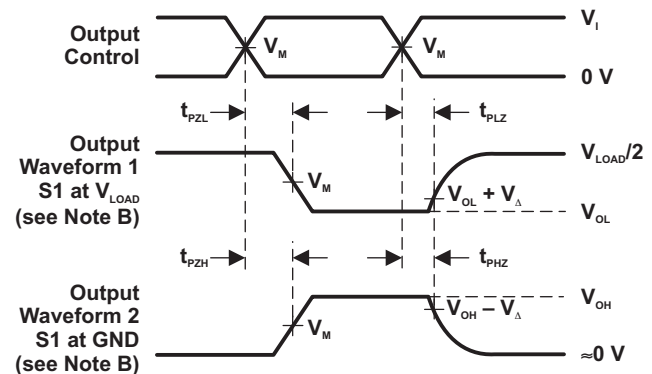 Output
Control
V_I
V_M
V_M
0 V
t_PZL
t_PLZ
Output
Waveform 1
S1 at V_LOAD
(see Note B)
V_LOAD/2
V_M
V_OL + V_Δ
V_OL
t_PZH
t_PHZ
Output
Waveform 2
S1 at GND
(see Note B)
V_OH
V_OH − V_Δ
V_M
≈0 V